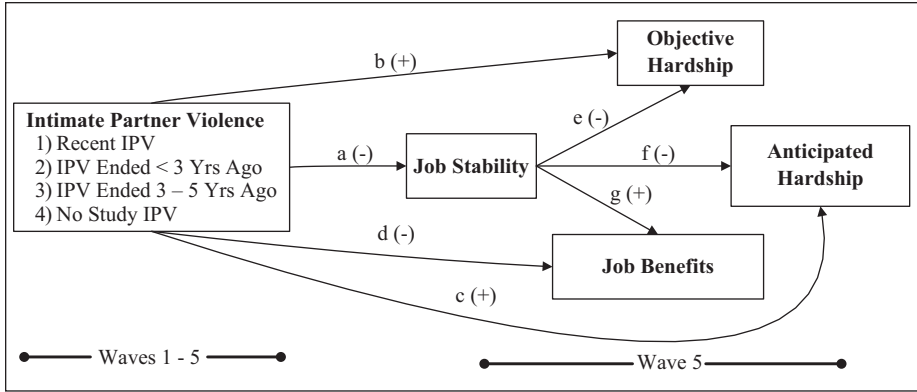 Objective
Hardship
b (+)
Intimate Partner Violence
1) Recent IPV
2) IPV Ended < 3 Yrs Ago
3) IPV Ended 3 – 5 Yrs Ago
4) No Study IPV
a (-)
Job Stability
e (-)
f (-)
g (+)
Anticipated
Hardship
d (-)
Job Benefits
c (+)
Waves 1 - 5
Wave 5